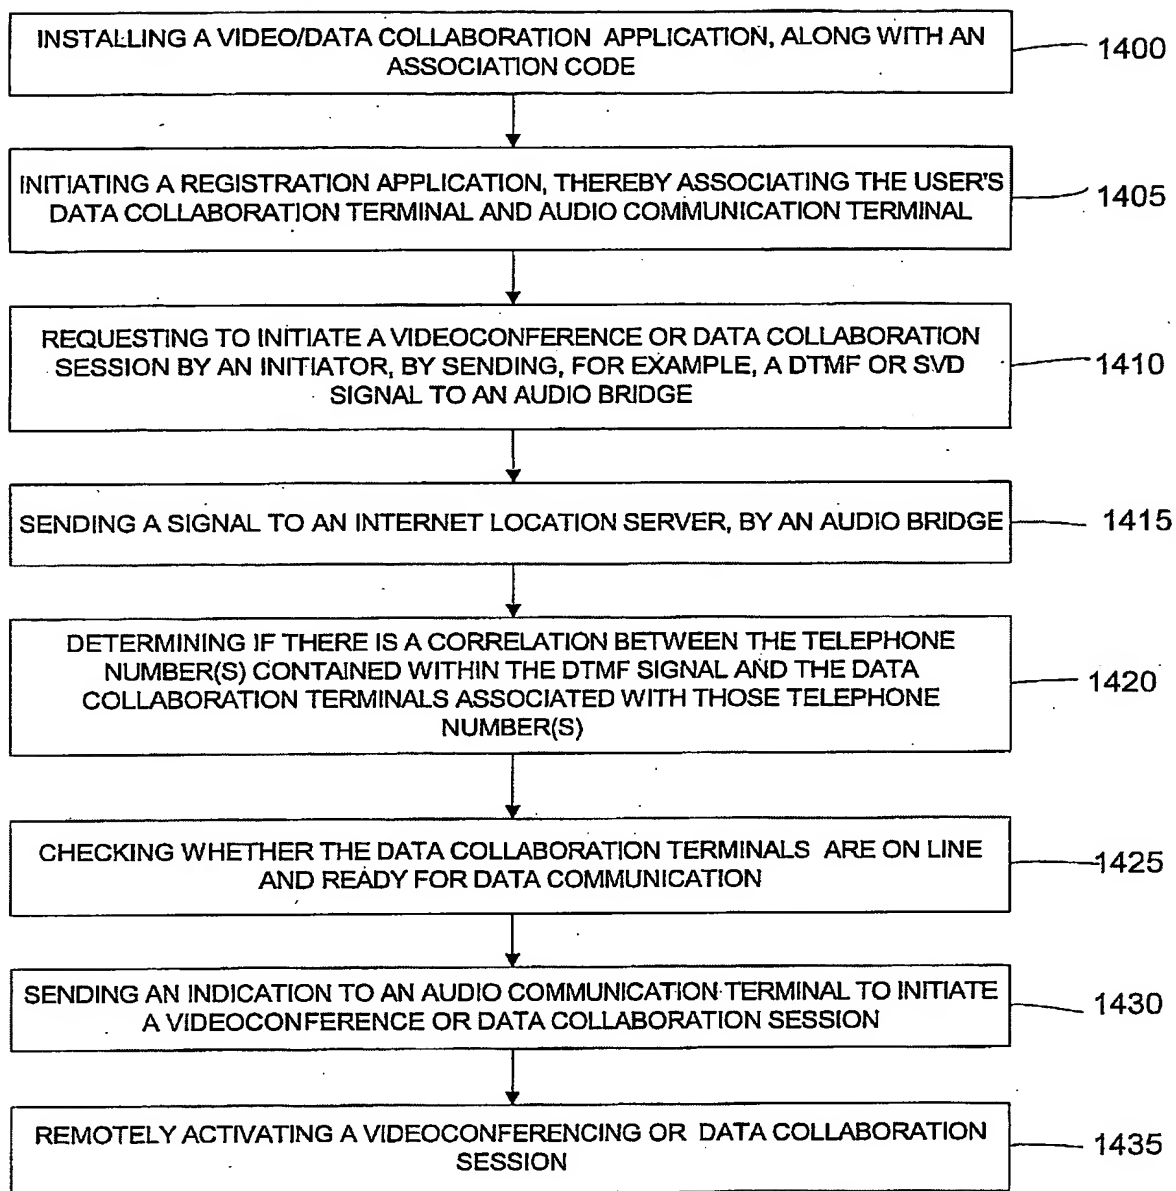 INSTALLING A VIDEO/DATA COLLABORATION APPLICATION, ALONG WITH AN
ASSOCIATION CODE
1400
INITIATING A REGISTRATION APPLICATION, THEREBY ASSOCIATING THE USER'S
DATA COLLABORATION TERMINAL AND AUDIO COMMUNICATION TERMINAL
1405
REQUESTING TO INITIATE A VIDEOCONFERENCE OR DATA COLLABORATION
SESSION BY AN INITIATOR, BY SENDING, FOR EXAMPLE, A DTMF OR SVD
SIGNAL TO AN AUDIO BRIDGE
1410
SENDING A SIGNAL TO AN INTERNET LOCATION SERVER, BY AN AUDIO BRIDGE
1415
DETERMINING IF THERE IS A CORRELATION BETWEEN THE TELEPHONE
NUMBER(S) CONTAINED WITHIN THE DTMF SIGNAL AND THE DATA
COLLABORATION TERMINALS ASSOCIATED WITH THOSE TELEPHONE
NUMBER(S)
1420
CHECKING WHETHER THE DATA COLLABORATION TERMINALS ARE ON LINE
AND READY FOR DATA COMMUNICATION
1425
SENDING AN INDICATION TO AN AUDIO COMMUNICATION TERMINAL TO INITIATE
A VIDEOCONFERENCE OR DATA COLLABORATION SESSION
1430
REMOTELY ACTIVATING A VIDEOCONFERENCING OR DATA COLLABORATION
SESSION
1435